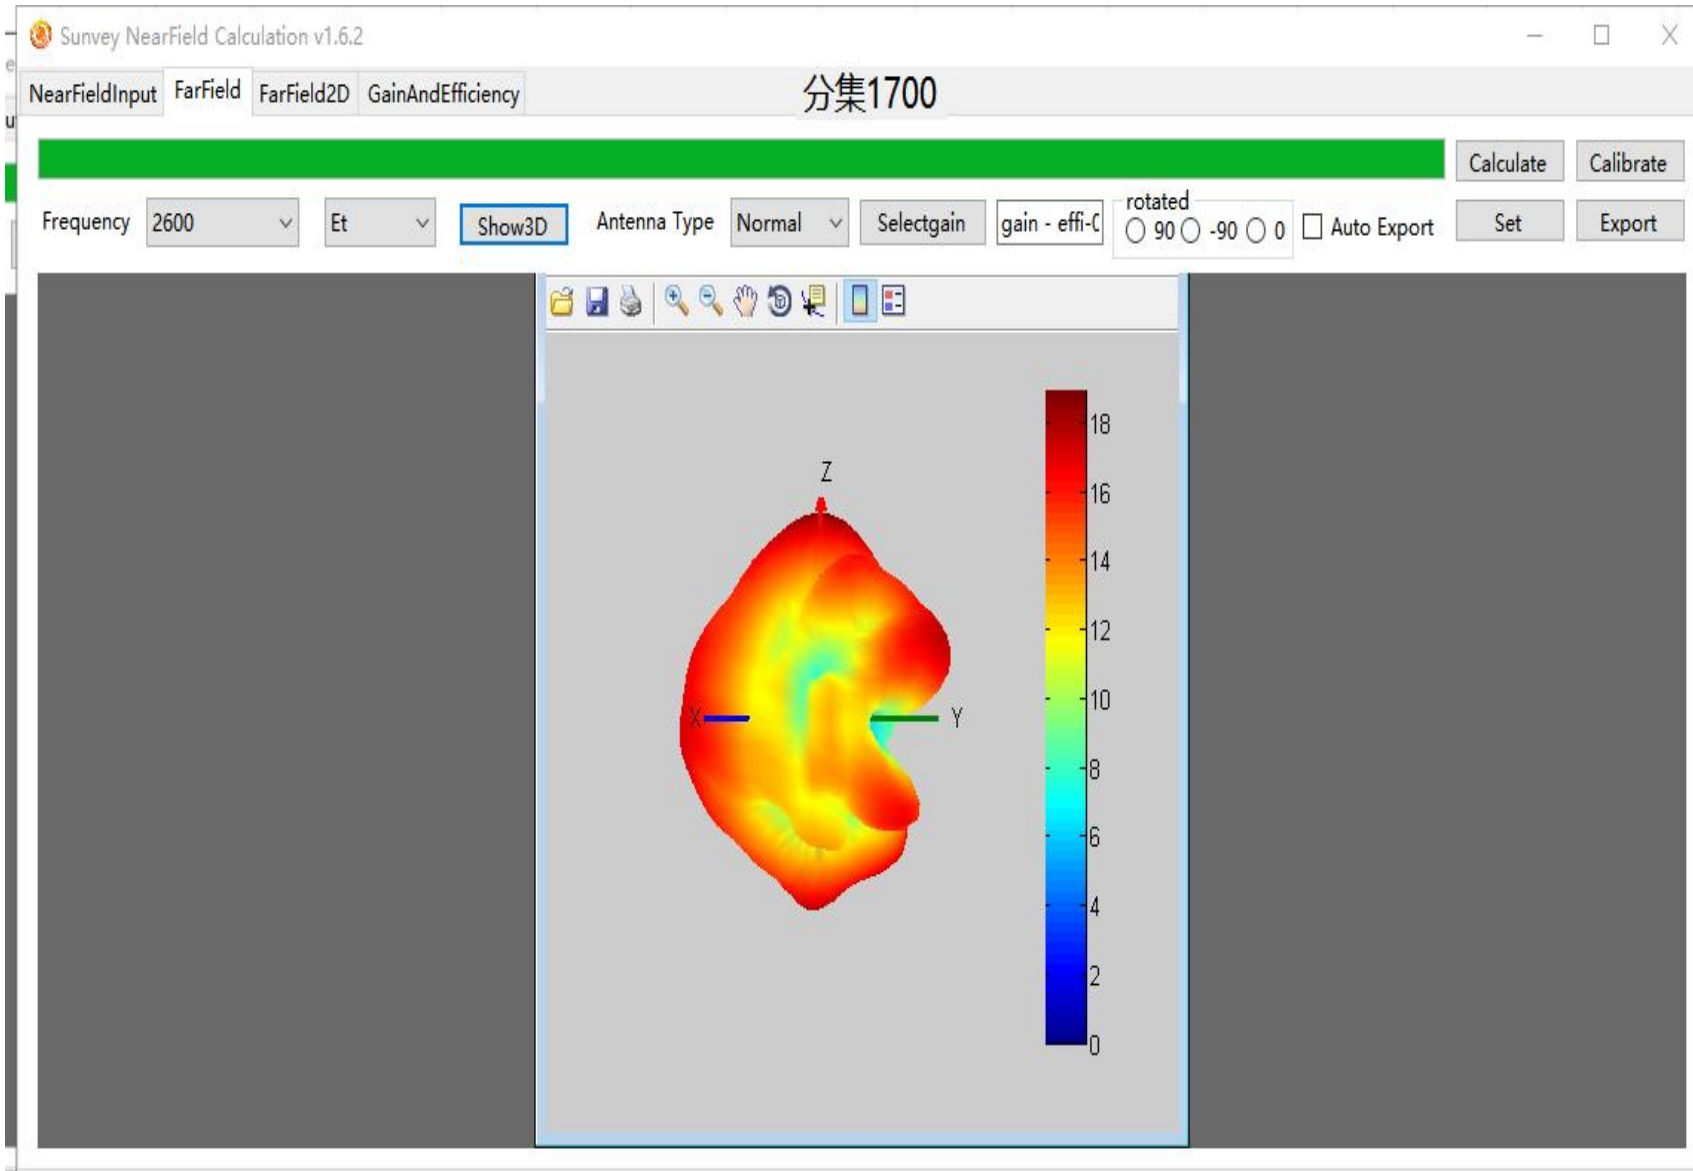 Sunvey NearField Calculation v1.6.2
NearFieldInput FarField FarField2D GainAndEfficiency
分集1700
Calculate Calibrate
Frequency 2600 Et Show3D Antenna Type Normal Selectgain gain - effi-C rotated 90 -90 0 Auto Export Set Export
Z
X
Y
18
16
14
12
10
8
6
4
2
0